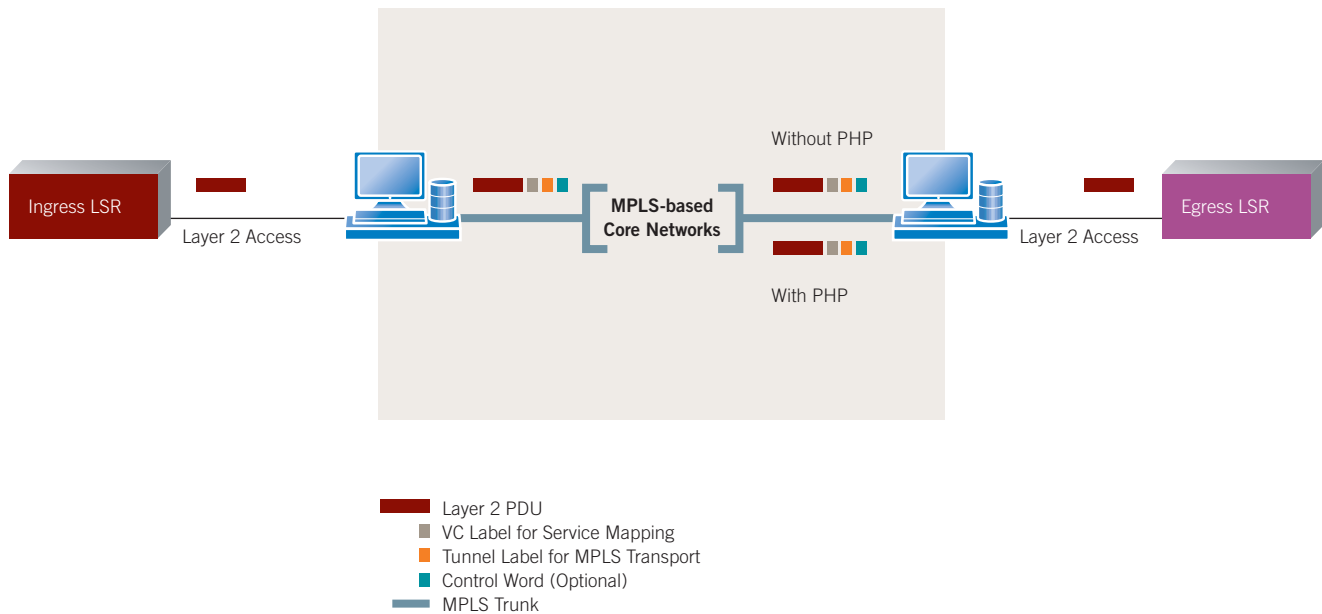 Without PHP
Ingress LSR
Layer 2 Access
MPLS-based
Core Networks
Layer 2 Access
Egress LSR
With PHP
Layer 2 PDU
VC Label for Service Mapping
Tunnel Label for MPLS Transport
Control Word (Optional)
MPLS Trunk